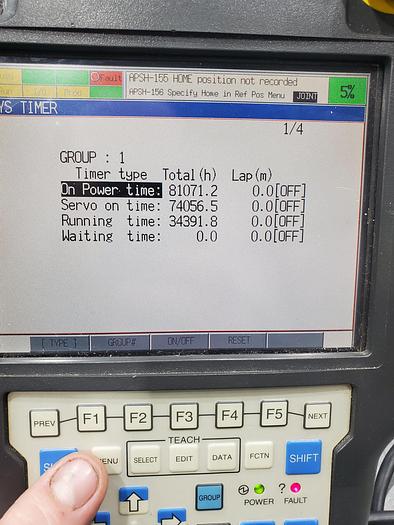 Fault
APSH-155 HOME position not recorded
Run I/O Prod
APSH-156 Specify Home in Ref Pos Menu JOINT
5%
YS TIMER
1/4
GROUP : 1
Timer type Total(h) Lap(m)
On Power time: 81071.2 0.0[OFF]
Servo on time: 74056.5 0.0[OFF]
Running time: 34391.8 0.0[OFF]
Waiting time: 0.0 0.0[OFF]
[ TYPE ] GROUP# ON/OFF RESET
PREV F1 F2 F3 F4 F5 NEXT
TEACH
ENU SELECT EDIT DATA FCTN SHIFT
GROUP
POWER ? FAULT